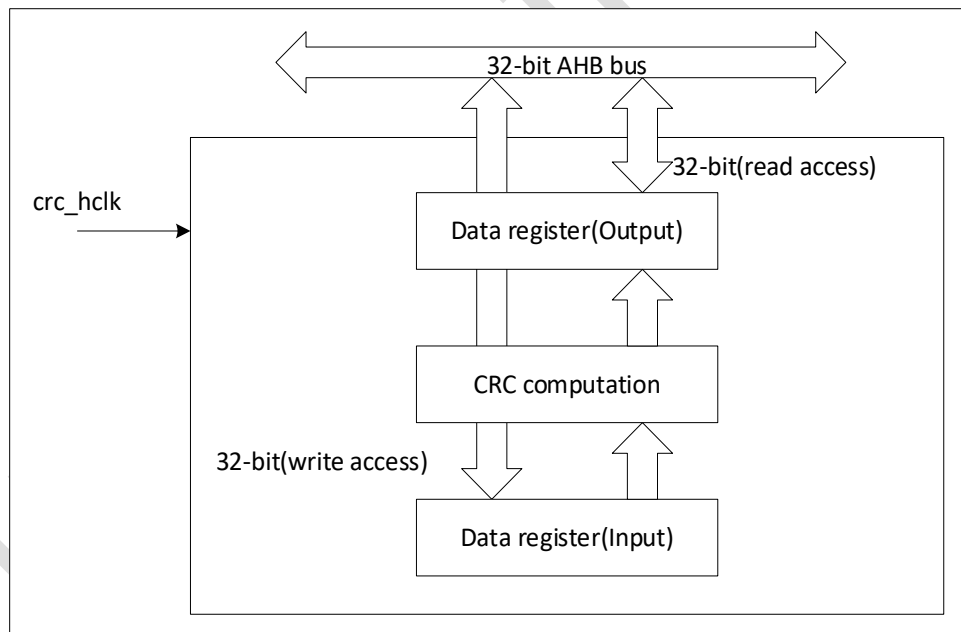 32-bit AHB bus
32-bit(read access)
crc_hclk
Data register(Output)
CRC computation
32-bit(write access)
Data register(Input)